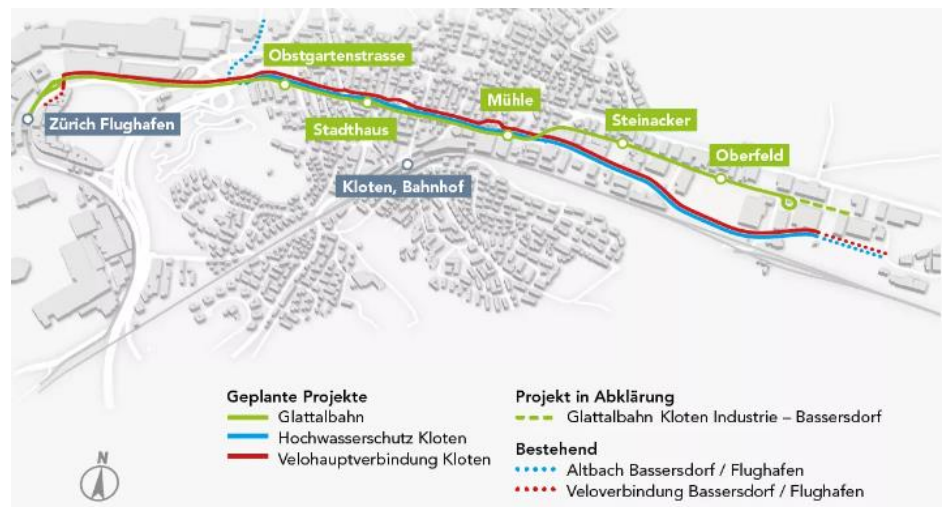 Obstgartenstrasse
Zürich Flughafen
Stadthaus
Mühle
Steinacker
Oberfeld
Kloten, Bahnhof
Geplante Projekte
Glattalbahn
Hochwasserschutz Kloten
Velohauptverbindung Kloten
Projekt in Abklärung
Glattalbahn Kloten Industrie – Bassersdorf
Bestehend
Altbach Bassersdorf / Flughafen
Veloverbindung Bassersdorf / Flughafen
N